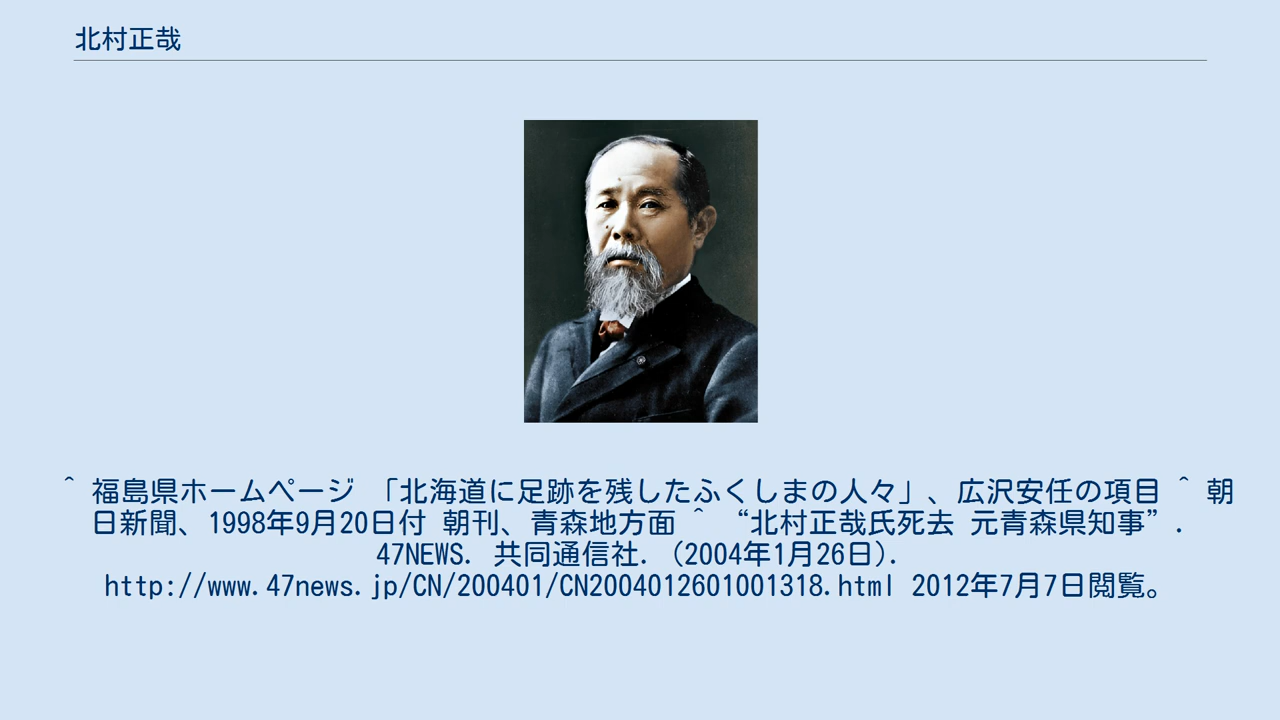 北村正哉
^ 福島県ホームページ 「北海道に足跡を残したふくしまの人々」、広沢安任の項目 ^ 朝
日新聞、1998年9月20日付 朝刊、青森地方面 ^ “北村正哉氏死去 元青森県知事”.
47NEWS. 共同通信社. (2004年1月26日).
http://www.47news.jp/CN/200401/CN2004012601001318.html 2012年7月7日閲覧。